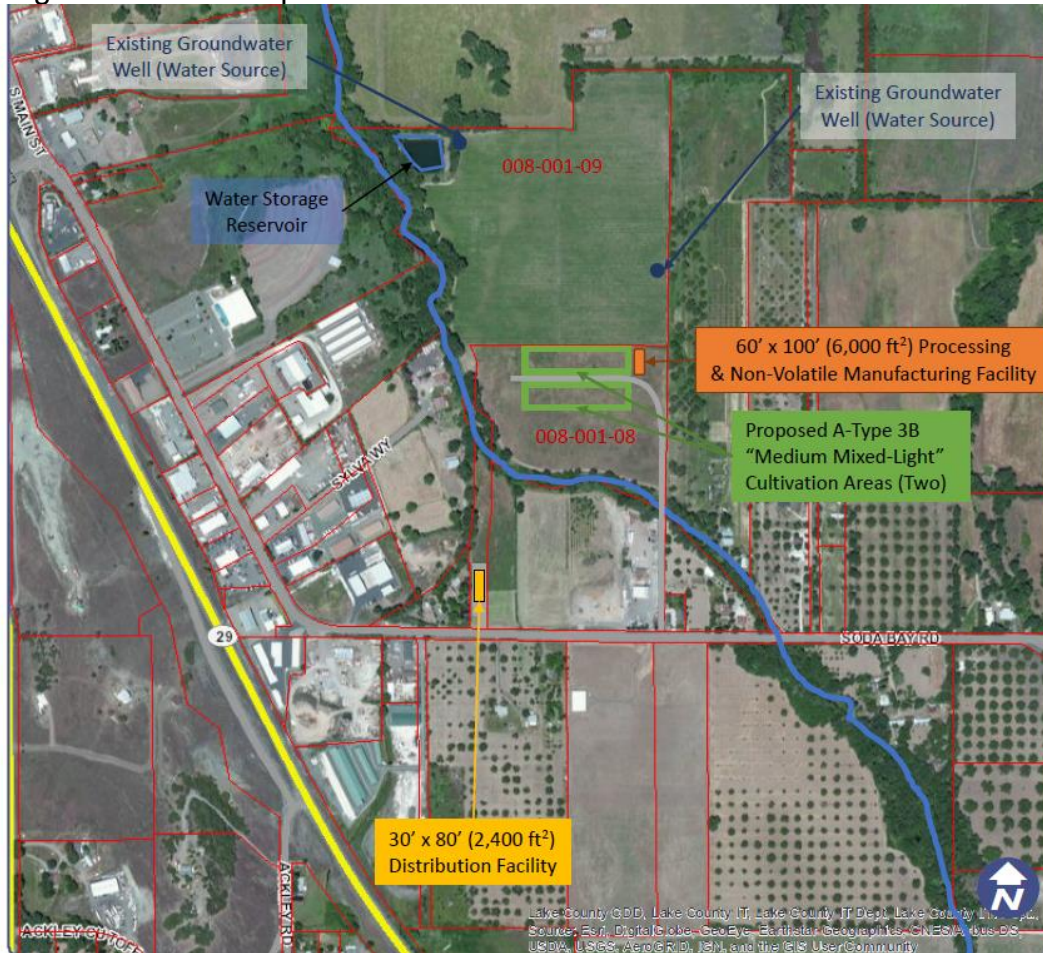 Existing Groundwater
Well (Water Source)
Existing Groundwater
Well (Water Source)
S MAIN ST
008-001-09
Water Storage
Reservoir
60' x 100' (6,000 ft²) Processing
& Non-Volatile Manufacturing Facility
Proposed A-Type 3B
"Medium Mixed-Light"
Cultivation Areas (Two)
008-001-08
SYLVA WY
29
SODA BAY RD
30' x 80' (2,400 ft²)
Distribution Facility
ACKLEY RD
ACKLEY CUTOFF
N
Lake County CDD, Lake County IT, Lake County IT Dept, Lake County
Source: Esri, DigitalGlobe, GeoEye, Earthstar Geographics, CNES/Airbus DS,
USDA, USGS, AeroGRID, IGN, and the GIS User Community